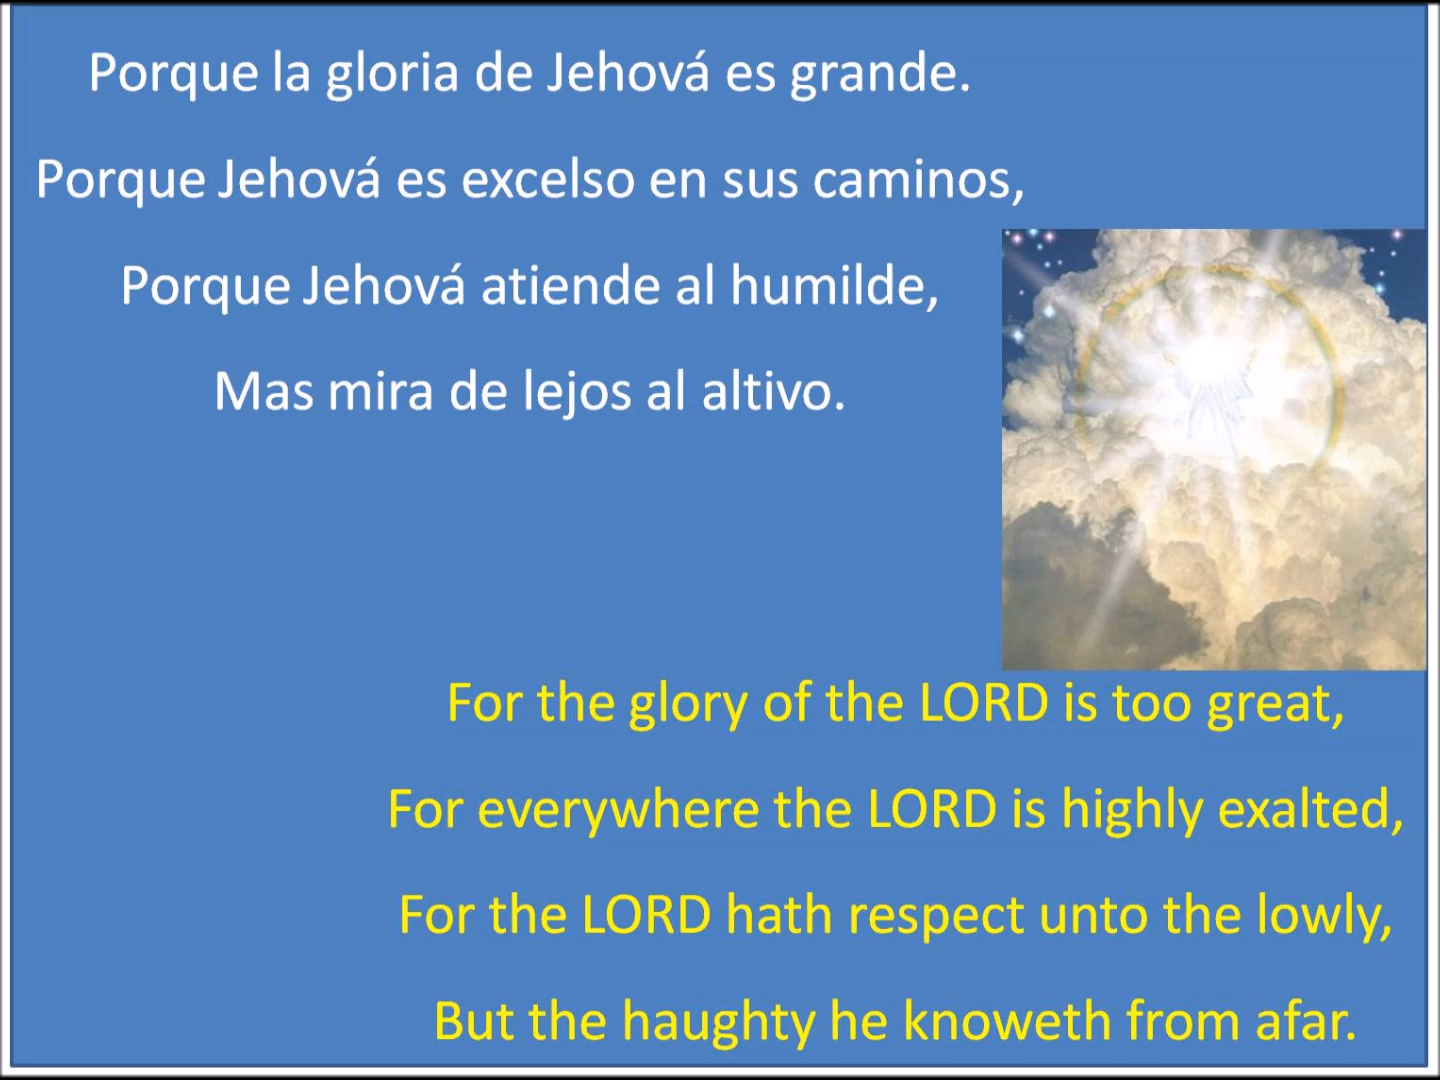 Porque la gloria de Jehová es grande.
Porque Jehová es excelso en sus caminos,
Porque Jehová atiende al humilde,
Mas mira de lejos al altivo.
For the glory of the LORD is too great,
For everywhere the LORD is highly exalted,
For the LORD hath respect unto the lowly,
But the haughty he knoweth from afar.